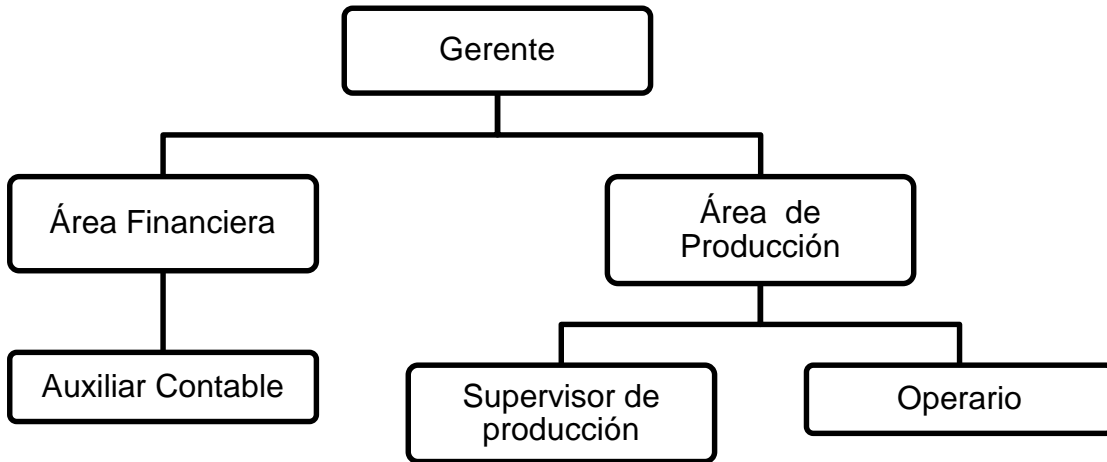 Gerente
Área Financiera
Área de
Producción
Auxiliar Contable
Supervisor de
producción
Operario